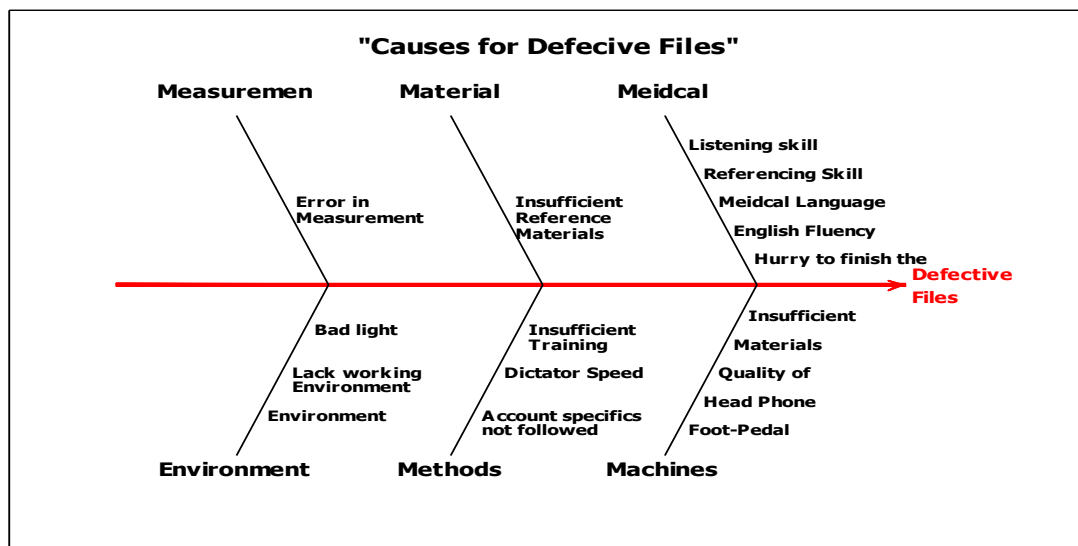 "Causes for Defecive Files"
Measuremen
Material
Meidcal
Error in
Measurement
Insufficient
Reference
Materials
Listening skill
Referencing Skill
Meidcal Language
English Fluency
Hurry to finish the
Defective
Files
Bad light
Lack working
Environment
Environment
Environment
Insufficient
Training
Dictator Speed
Account specifics
not followed
Methods
Insufficient
Materials
Quality of
Head Phone
Foot-Pedal
Machines